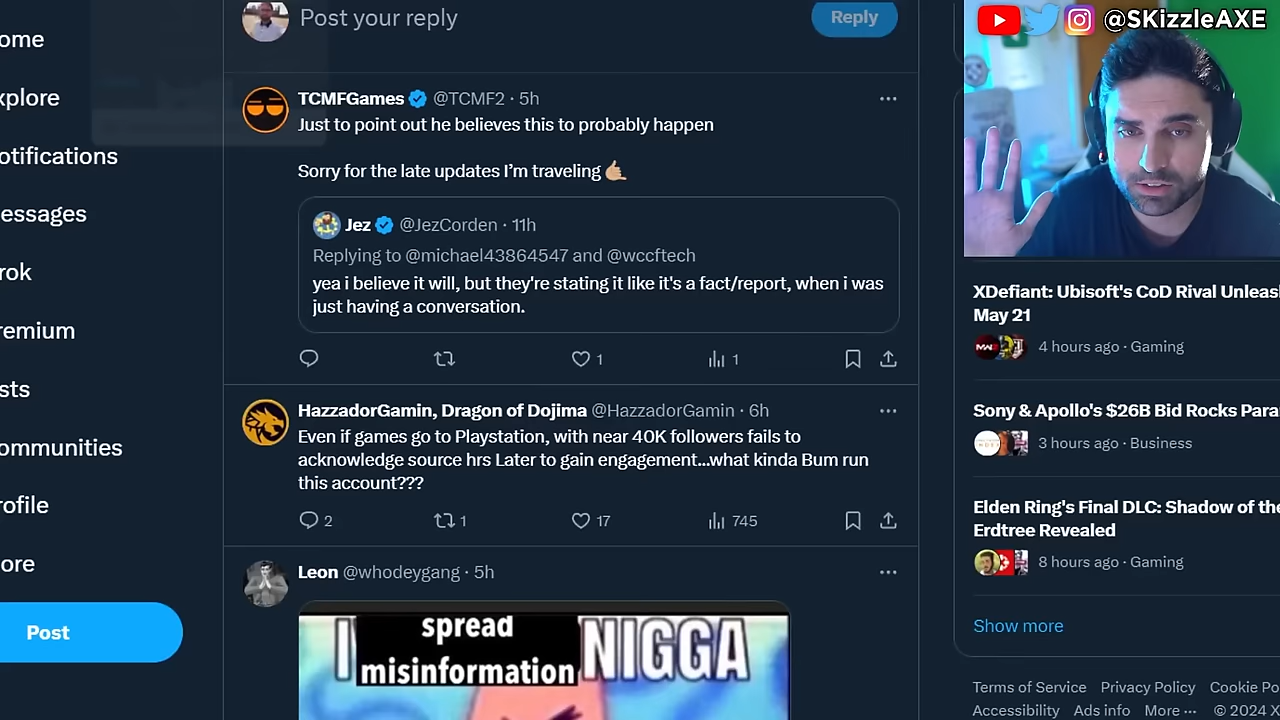 ome
xplore
otifications
essages
rok
remium
sts
ommunities
rofile
ore
Post
Post your reply
Reply
TCMFGames @TCMF2 · 5h
Just to point out he believes this to probably happen
Sorry for the late updates I’m traveling 🤙🏼
Jez @JezCorden · 11h
Replying to @michael43864547 and @wccftech
yea i believe it will, but they're stating it like it's a fact/report, when i was
just having a conversation.
1
1
HazzadorGamin, Dragon of Dojima @HazzadorGamin · 6h
Even if games go to Playstation, with near 40K followers fails to
acknowledge source hrs Later to gain engagement...what kinda Bum run
this account???
2
1
17
745
Leon @whodeygang · 5h
I spread NIGGA
misinformation
@SKizzleAXE
XDefiant: Ubisoft's CoD Rival Unleas
May 21
4 hours ago · Gaming
Sony & Apollo's $26B Bid Rocks Para
3 hours ago · Business
Elden Ring's Final DLC: Shadow of the
Erdtree Revealed
8 hours ago · Gaming
Show more
Terms of Service Privacy Policy Cookie Po
Accessibility Ads info More ··· © 2024 X